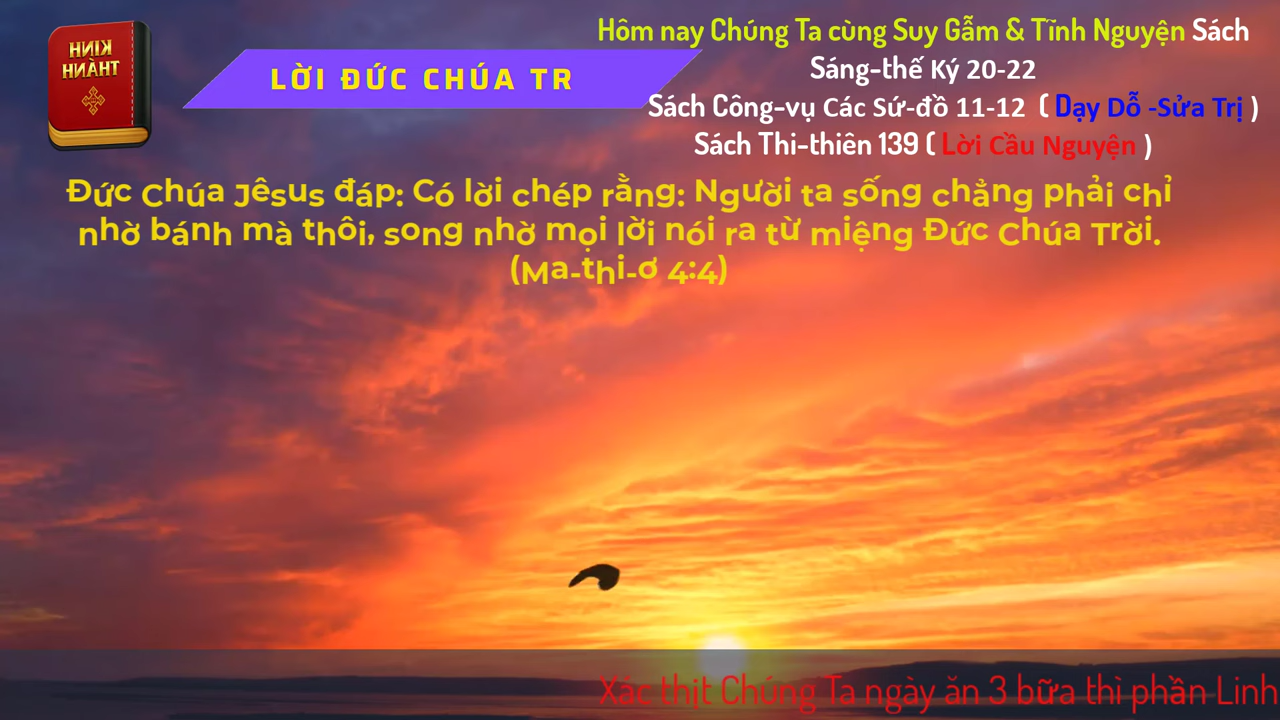 KINH
THÀNH
LỜI ĐỨC CHÚA TR
Hôm nay Chúng Ta cùng Suy Gẫm & Tĩnh Nguyện Sách
Sáng-thế Ký 20-22
Sách Công-vụ Các Sứ-đồ 11-12 ( Dạy Dỗ -Sửa Trị )
Sách Thi-thiên 139 ( Lời Cầu Nguyện )
Đức Chúa Jêsus đáp: Có lời chép rằng: Người ta sống chẳng phải chỉ
nhờ bánh mà thôi, song nhờ mọi lời nói ra từ miệng Đức Chúa Trời.
(Ma-thi-ơ 4:4)
Xác thịt Chúng Ta ngày ăn 3 bữa thì phần Linh